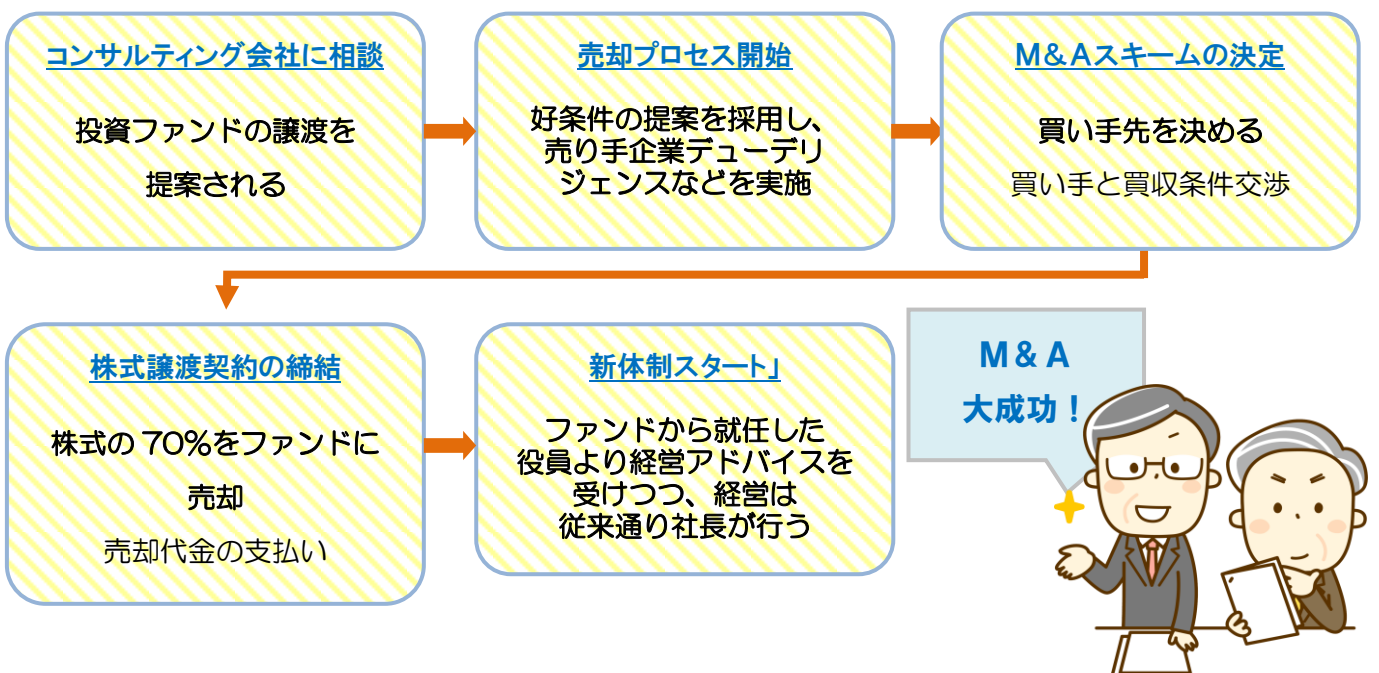 コンサルティング会社に相談
投資ファンドの譲渡を
提案される
売却プロセス開始
好条件の提案を採用し、
売り手企業デューデリ
ジェンスなどを実施
M&Aスキームの決定
買い手先を決める
買い手と買収条件交渉
株式譲渡契約の締結
株式の70%をファンドに
売却
売却代金の支払い
新体制スタート」
ファンドから就任した
役員より経営アドバイスを
受けつつ、経営は
従来通り社長が行う
M&A
大成功!